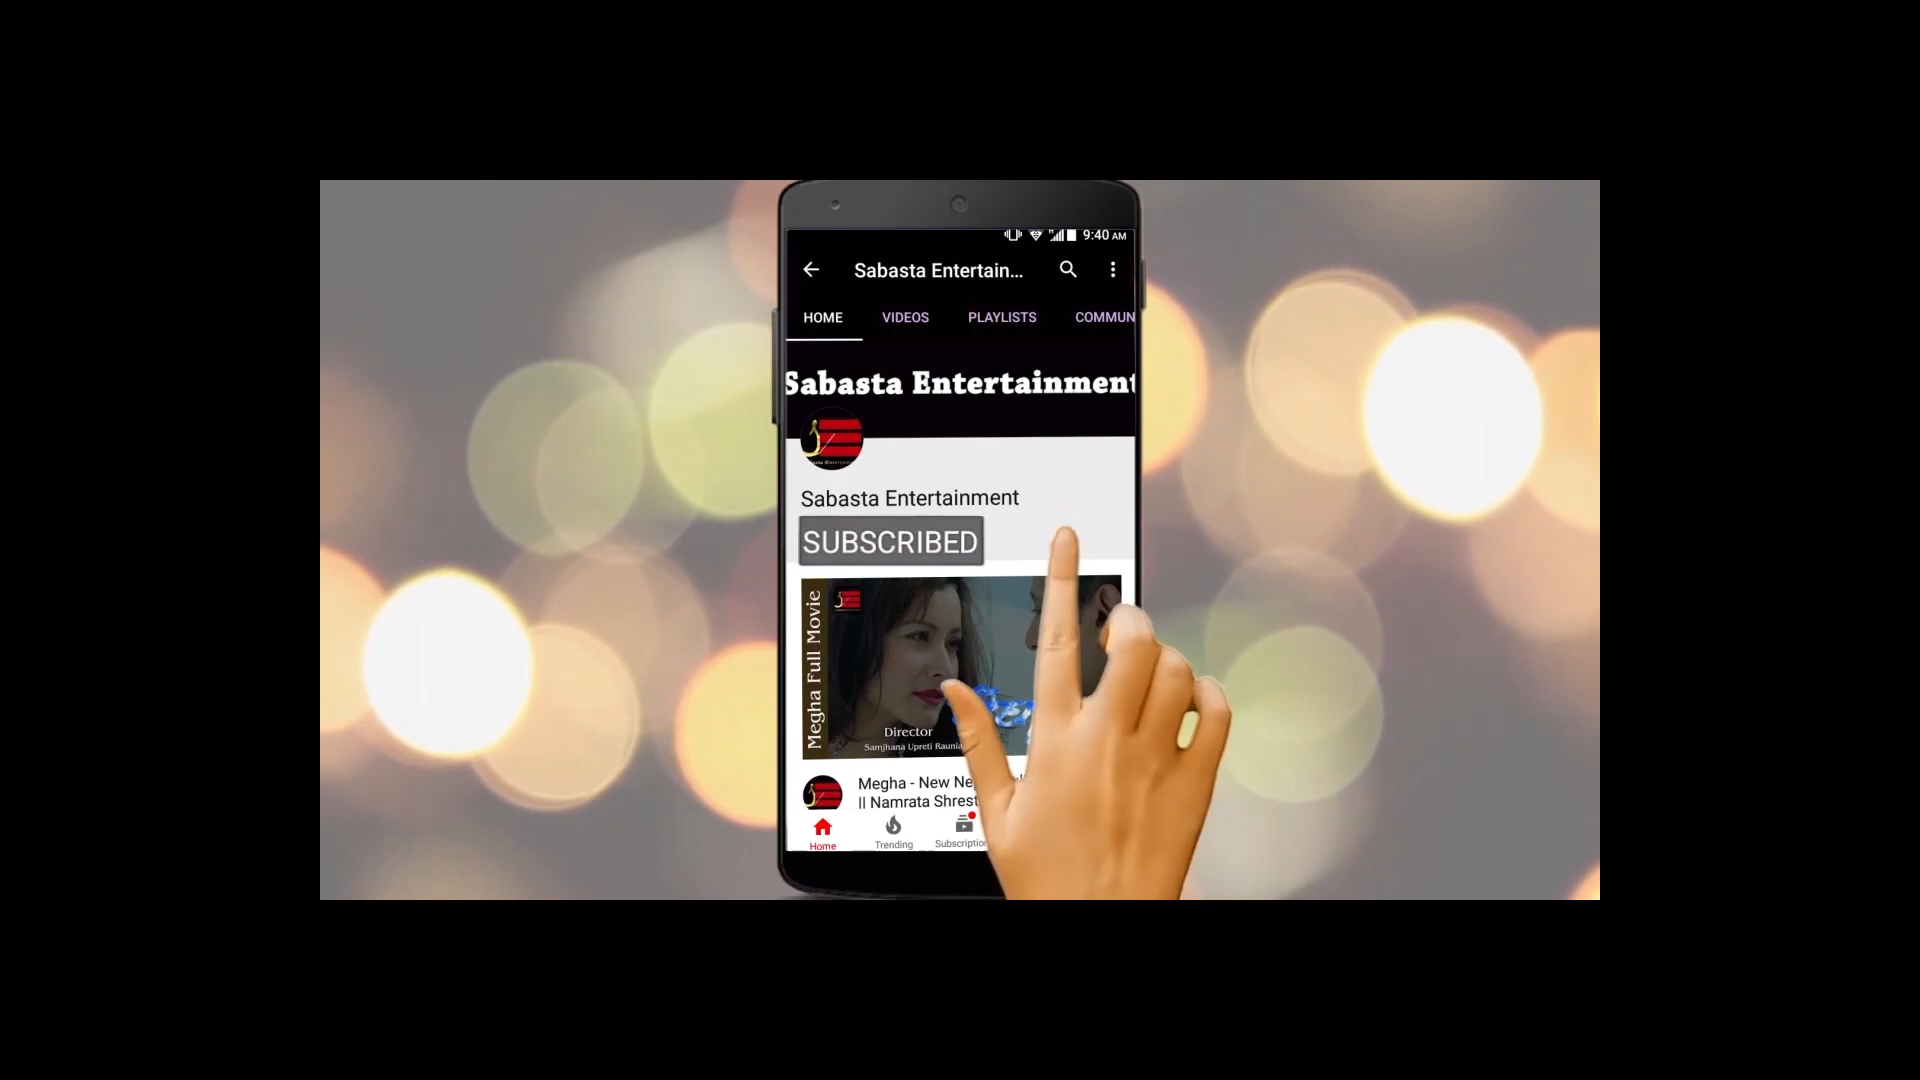 9:40 AM
Sabasta Entertain...
HOME VIDEOS PLAYLISTS COMMUN
Sabasta Entertainment
Sabasta Entertainment
SUBSCRIBED
Megha Full Movie
Director
Samjhana Upreti Raunia
Megha - New Ne
|| Namrata Shrest
Home Trending Subscription